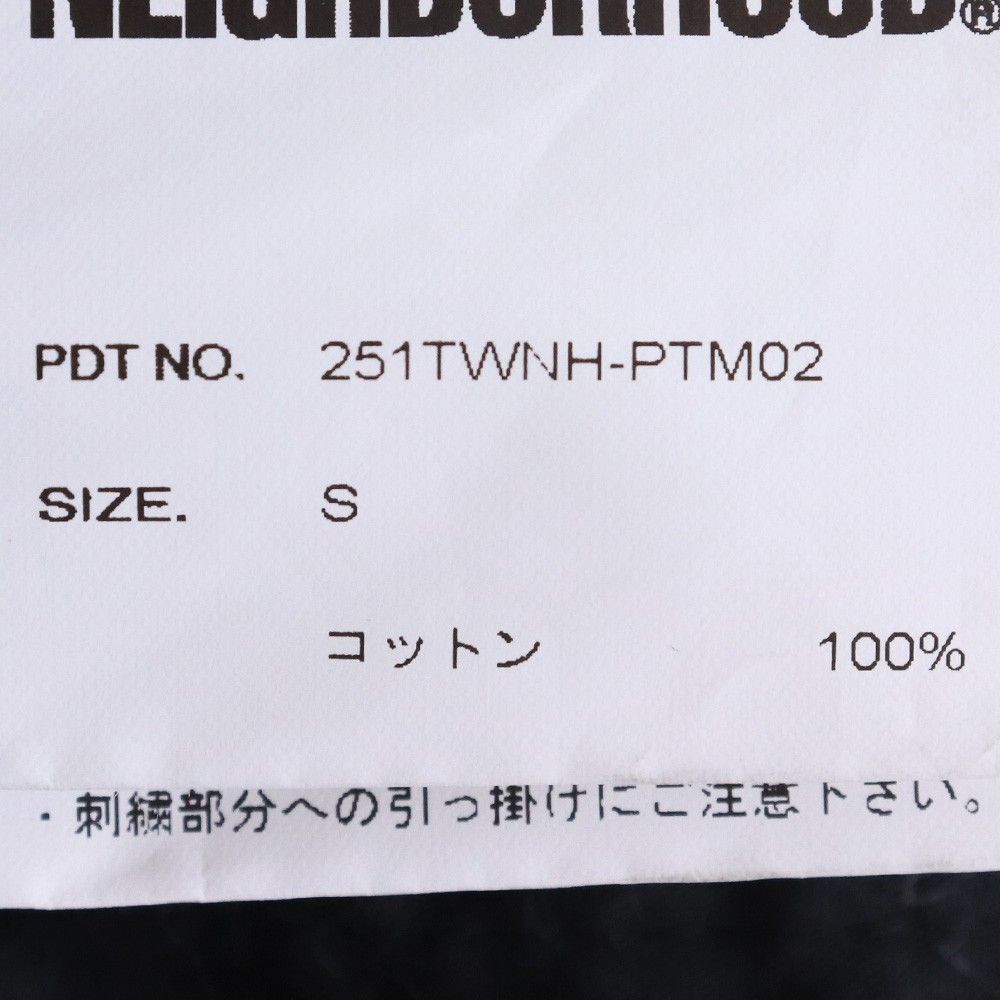 NEIGHBORHOOD®
PDT NO. 251TWNH-PTM02
SIZE. S
コットン 100%
・刺繍部分への引っ掛けにご注意下さい。